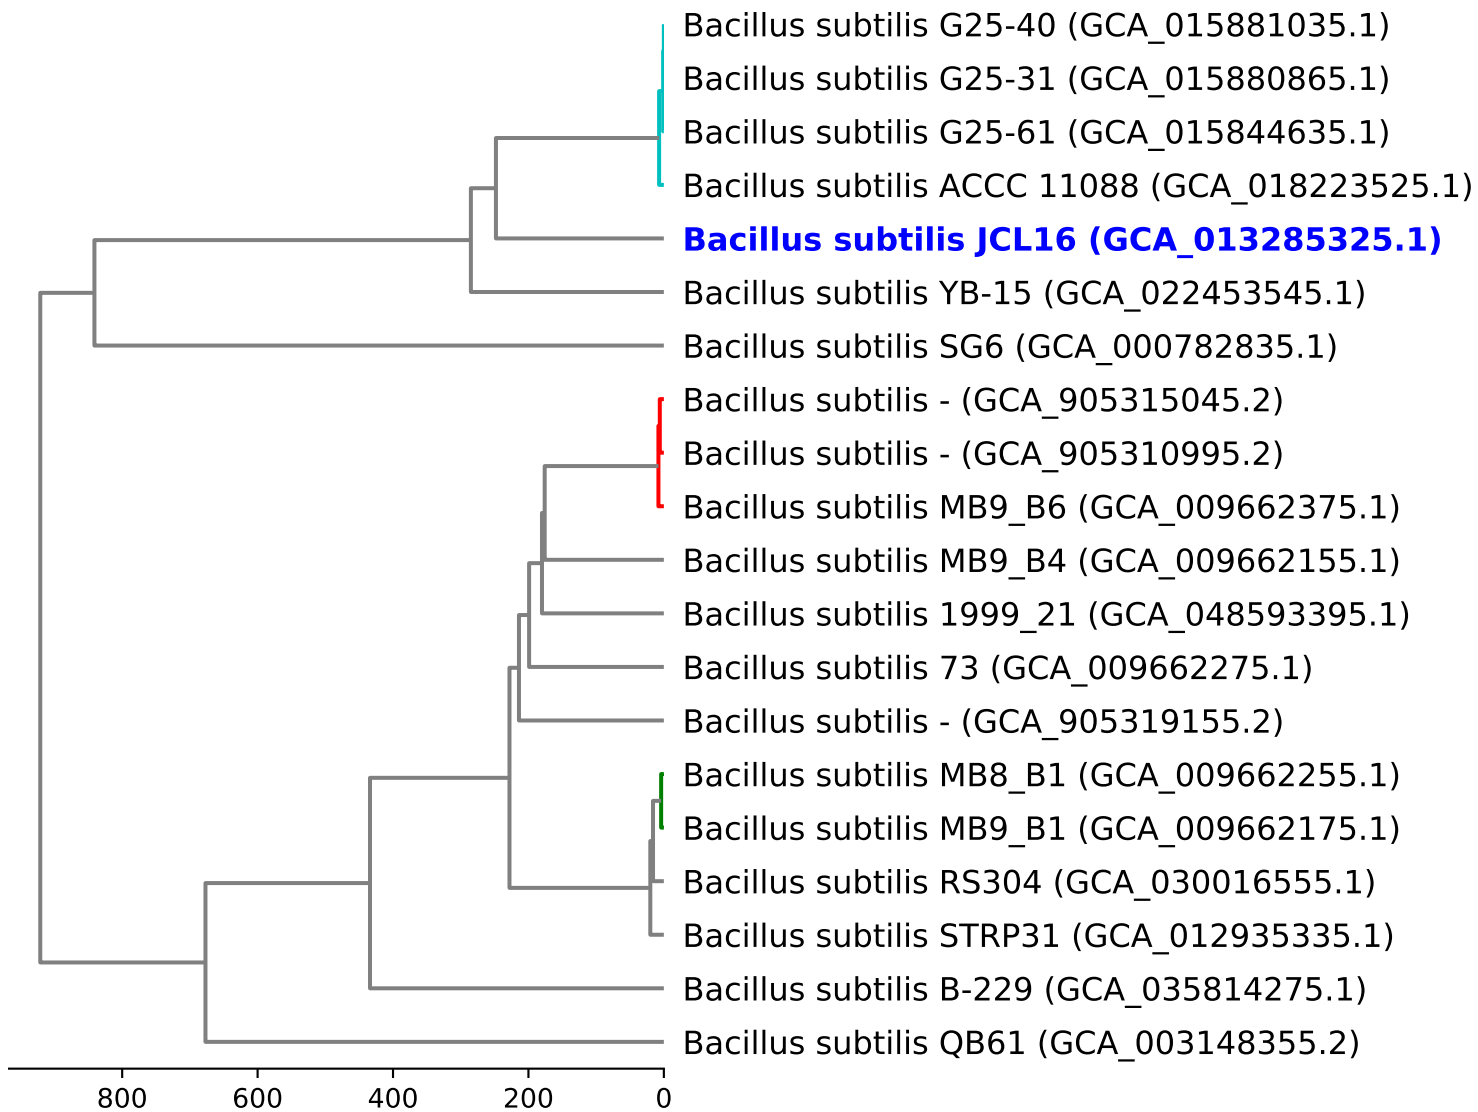 Bacillus subtilis G25-40 (GCA_015881035.1)
Bacillus subtilis G25-31 (GCA_015880865.1)
Bacillus subtilis G25-61 (GCA_015844635.1)
Bacillus subtilis ACCC 11088 (GCA_018223525.1)
Bacillus subtilis JCL16 (GCA_013285325.1)
Bacillus subtilis YB-15 (GCA_022453545.1)
Bacillus subtilis SG6 (GCA_000782835.1)
Bacillus subtilis - (GCA_905315045.2)
Bacillus subtilis - (GCA_905310995.2)
Bacillus subtilis MB9_B6 (GCA_009662375.1)
Bacillus subtilis MB9_B4 (GCA_009662155.1)
Bacillus subtilis 1999_21 (GCA_048593395.1)
Bacillus subtilis 73 (GCA_009662275.1)
Bacillus subtilis - (GCA_905319155.2)
Bacillus subtilis MB8_B1 (GCA_009662255.1)
Bacillus subtilis MB9_B1 (GCA_009662175.1)
Bacillus subtilis RS304 (GCA_030016555.1)
Bacillus subtilis STRP31 (GCA_012935335.1)
Bacillus subtilis B-229 (GCA_035814275.1)
Bacillus subtilis QB61 (GCA_003148355.2)
800 600 400 200 0